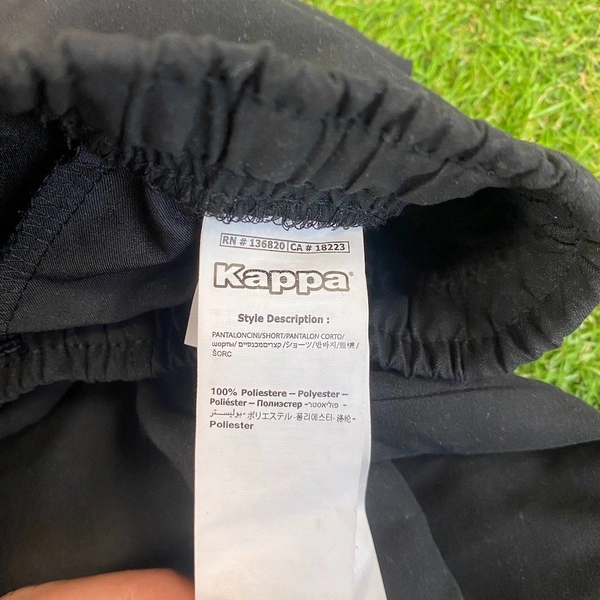 RN # 136820 CA # 18223
Kappa®
Style Description :
PANTALONCINI/SHORT/PANTALON CORTO/
шорты/ קצרים מכנסיים/ショーツ/반바지/短裤/
ŠORC
100% Poliestere – Polyester –
Poliéster – Полиэстер -פוליאסטר -
بوليستر- ポリエステル - 폴리에스터- 涤纶-
Poliester